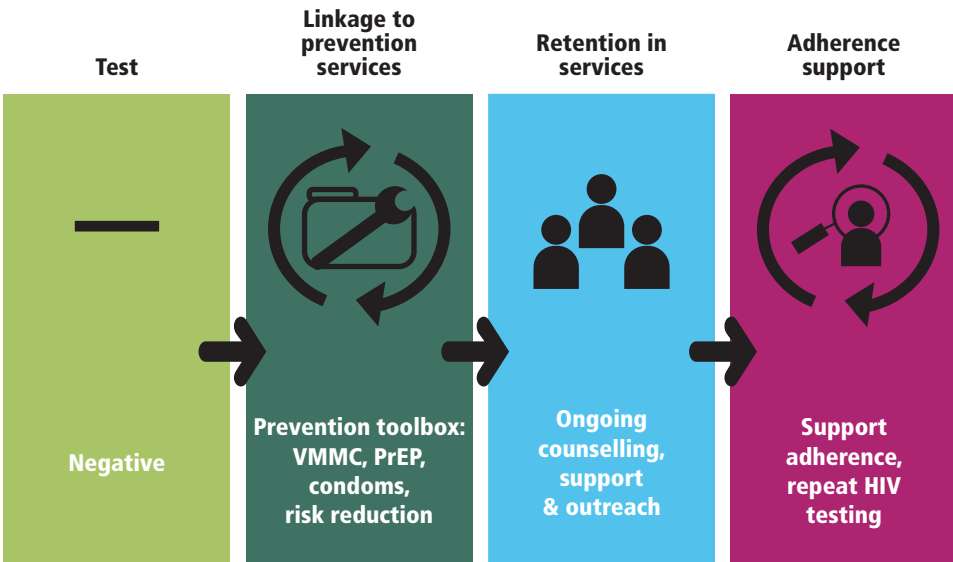 Test
Linkage to
prevention
services
Retention in
services
Adherence
support
Negative
Prevention toolbox:
VMMC, PrEP,
condoms,
risk reduction
Ongoing
counselling,
support
& outreach
Support
adherence,
repeat HIV
testing